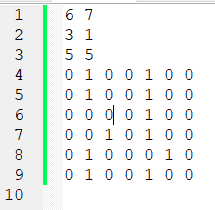 1 6 7
2 3 1
3 5 5
4 0 1 0 0 1 0 0
5 0 1 0 0 1 0 0
6 0 0 0 0 1 0 0
7 0 0 1 0 1 0 0
8 0 1 0 0 0 1 0
9 0 1 0 0 1 0 0
10